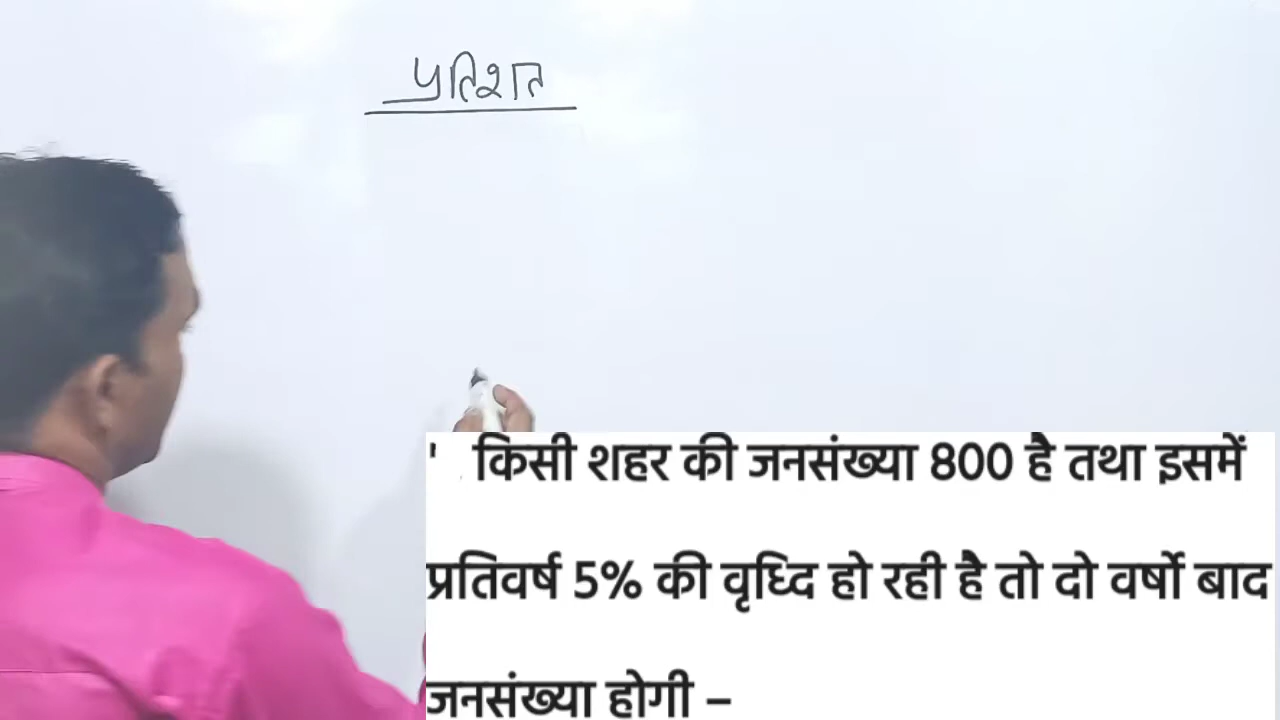 प्रतिशत
किसी शहर की जनसंख्या 800 है तथा इसमें
प्रतिवर्ष 5% की वृध्दि हो रही है तो दो वर्षो बाद
जनसंख्या होगी –